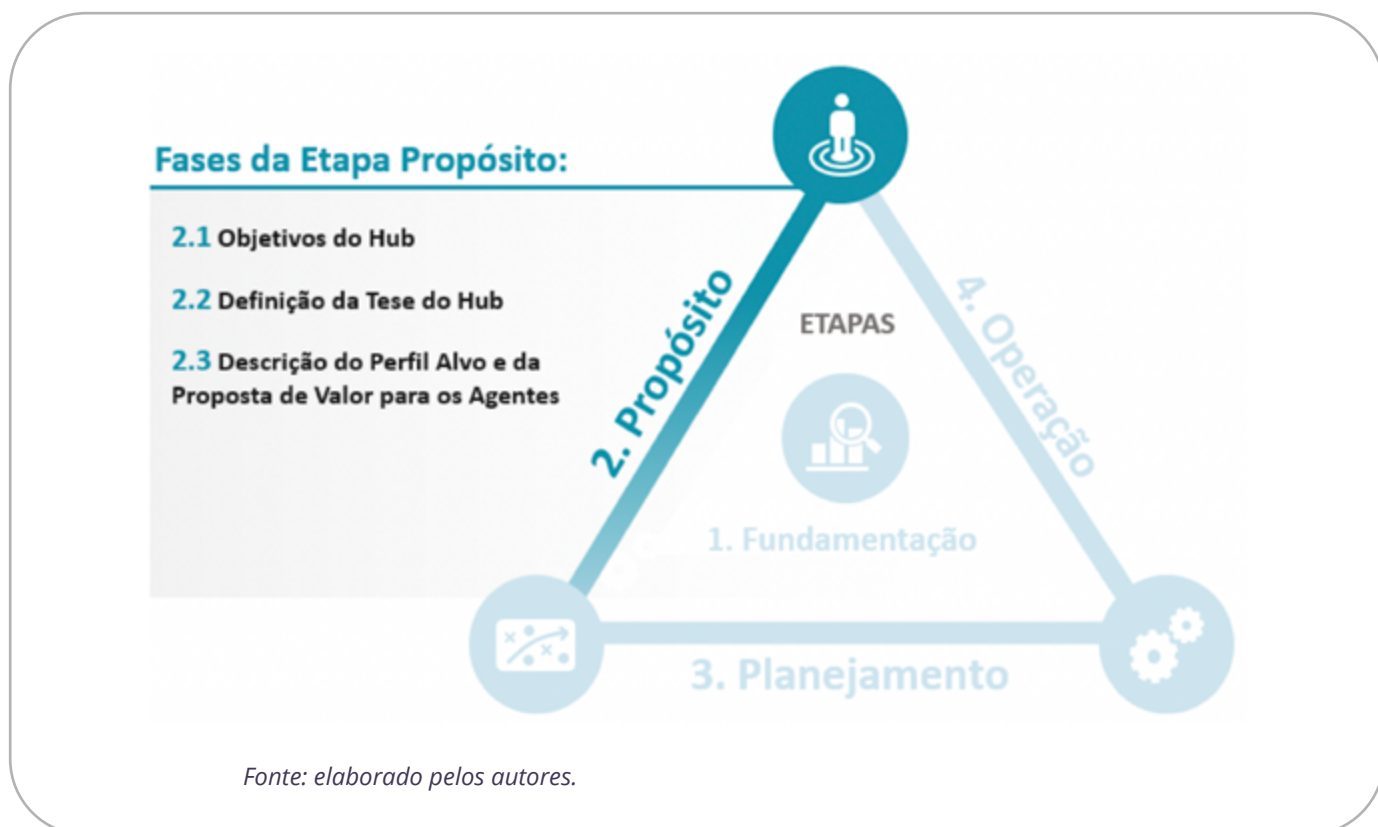 Fases da Etapa Propósito:
2.1 Objetivos do Hub
2.2 Definição da Tese do Hub
2.3 Descrição do Perfil Alvo e da
Proposta de Valor para os Agentes
2. Propósito
ETAPAS
4. Operação
1. Fundamentação
3. Planejamento
Fonte: elaborado pelos autores.